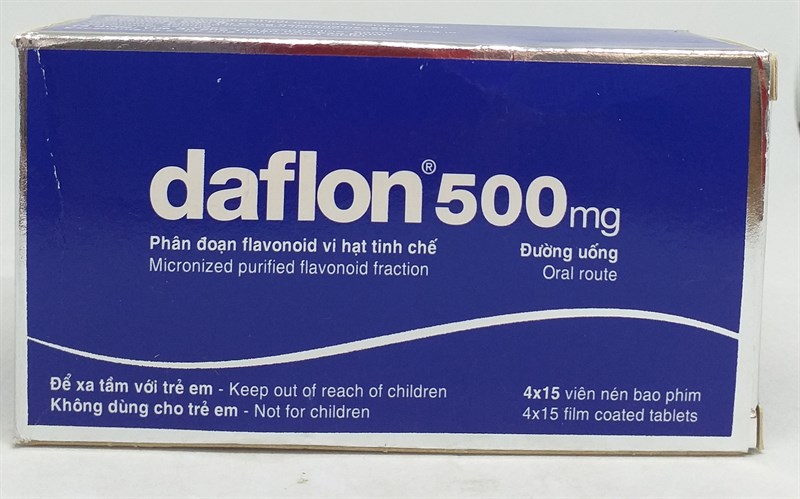 daflon® 500mg
Phân đoạn flavonoid vi hạt tinh chế
Micronized purified flavonoid fraction
Đường uống
Oral route
Để xa tầm với trẻ em - Keep out of reach of children
Không dùng cho trẻ em - Not for children
4x15 viên nén bao phim
4x15 film coated tablets